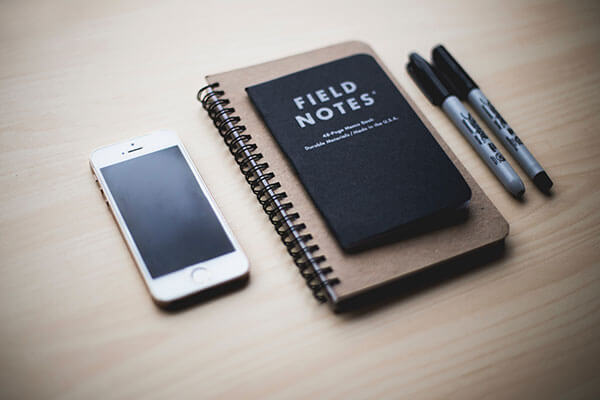 FIELD
NOTES
48-Page Memo Book
Durable Materials / Made in the U.S.A.